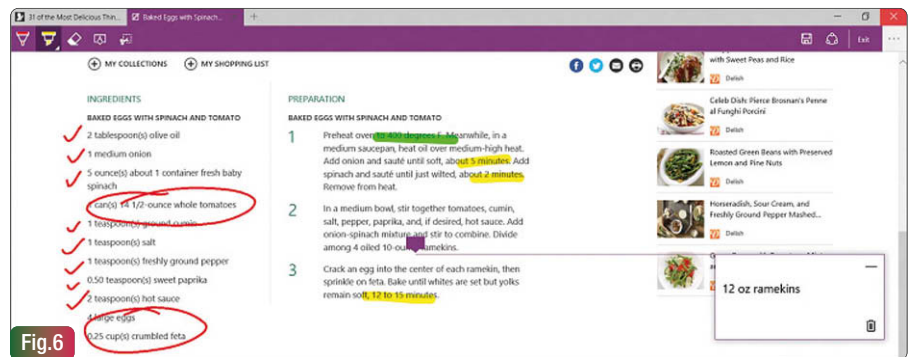 31 of the Most Delicious Thin...
Baked Eggs with Spinach...
Exit
MY COLLECTIONS
MY SHOPPING LIST
INGREDIENTS
BAKED EGGS WITH SPINACH AND TOMATO
2 tablespoon(s) olive oil
1 medium onion
5 ounce(s) about 1 container fresh baby
spinach
can(s) 14 1/2-ounce whole tomatoes
1 teaspoon(s) ground cumin
1 teaspoon(s) salt
1 teaspoon(s) freshly ground pepper
0.50 teaspoon(s) sweet paprika
2 teaspoon(s) hot sauce
4 large eggs
0.25 cup(s) crumbled feta
PREPARATION
BAKED EGGS WITH SPINACH AND TOMATO
1
Preheat oven to 400 degrees F. Meanwhile, in a
medium saucepan, heat oil over medium-high heat.
Add onion and sauté until soft, about 5 minutes. Add
spinach and sauté until just wilted, about 2 minutes.
Remove from heat.
2
In a medium bowl, stir together tomatoes, cumin,
salt, pepper, paprika, and, if desired, hot sauce. Add
onion-spinach mixture and stir to combine. Divide
among 4 oiled 10-ounce ramekins.
3
Crack an egg into the center of each ramekin, then
sprinkle on feta. Bake until whites are set but yolks
remain soft, 12 to 15 minutes.
with Sweet Peas and Rice
Delish
Celeb Dish: Pierce Brosnan's Penne
al Funghi Porcini
Delish
Roasted Green Beans with Preserved
Lemon and Pine Nuts
Delish
Horseradish, Sour Cream, and
Freshly Ground Pepper Mashed...
Delish
12 oz ramekins
Fig.6